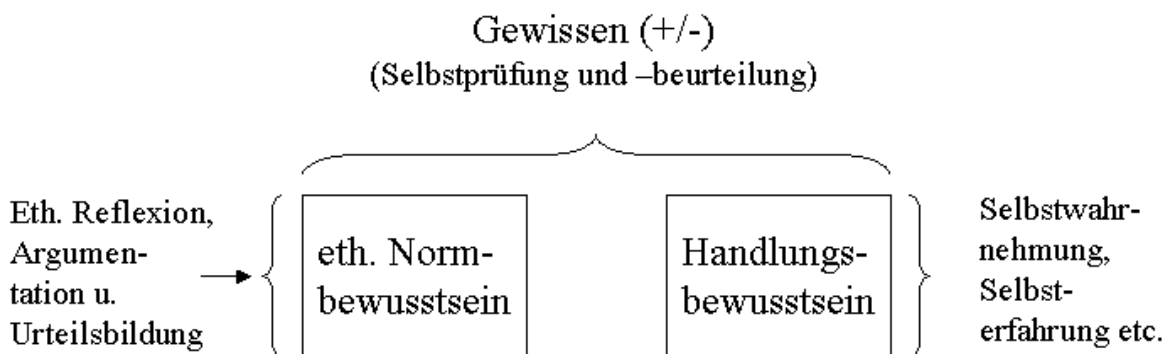 Gewissen (+/-)
(Selbstprüfung und –beurteilung)
Eth. Reflexion,
Argumen-
tation u.
Urteilsbildung
eth. Norm-
bewusstsein
Handlungs-
bewusstsein
Selbstwahr-
nehmung,
Selbst-
erfahrung etc.